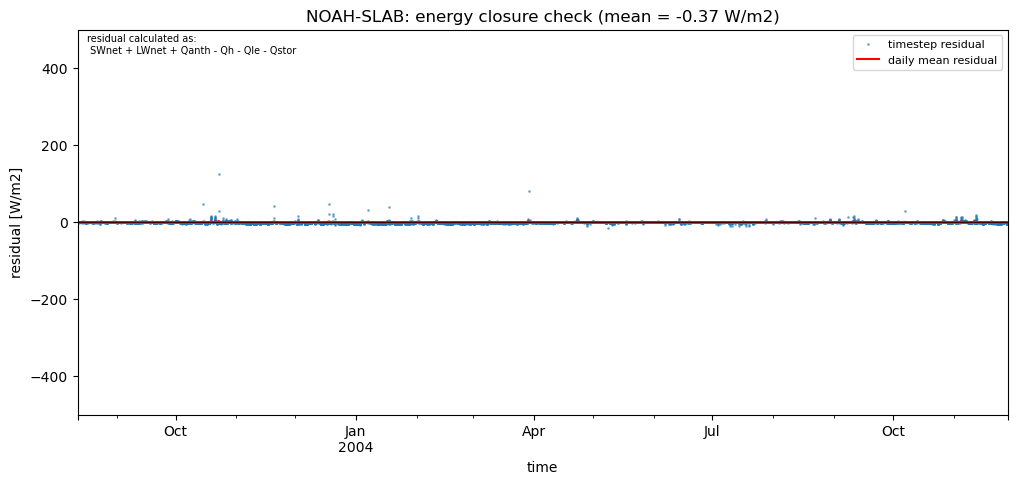 NOAH-SLAB: energy closure check (mean = -0.37 W/m2)
residual calculated as:
SWnet + LWnet + Qanth - Qh - Qle - Qstor
timestep residual
daily mean residual
residual [W/m2]
400
200
0
−200
−400
Oct
Jan
2004
Apr
Jul
Oct
time